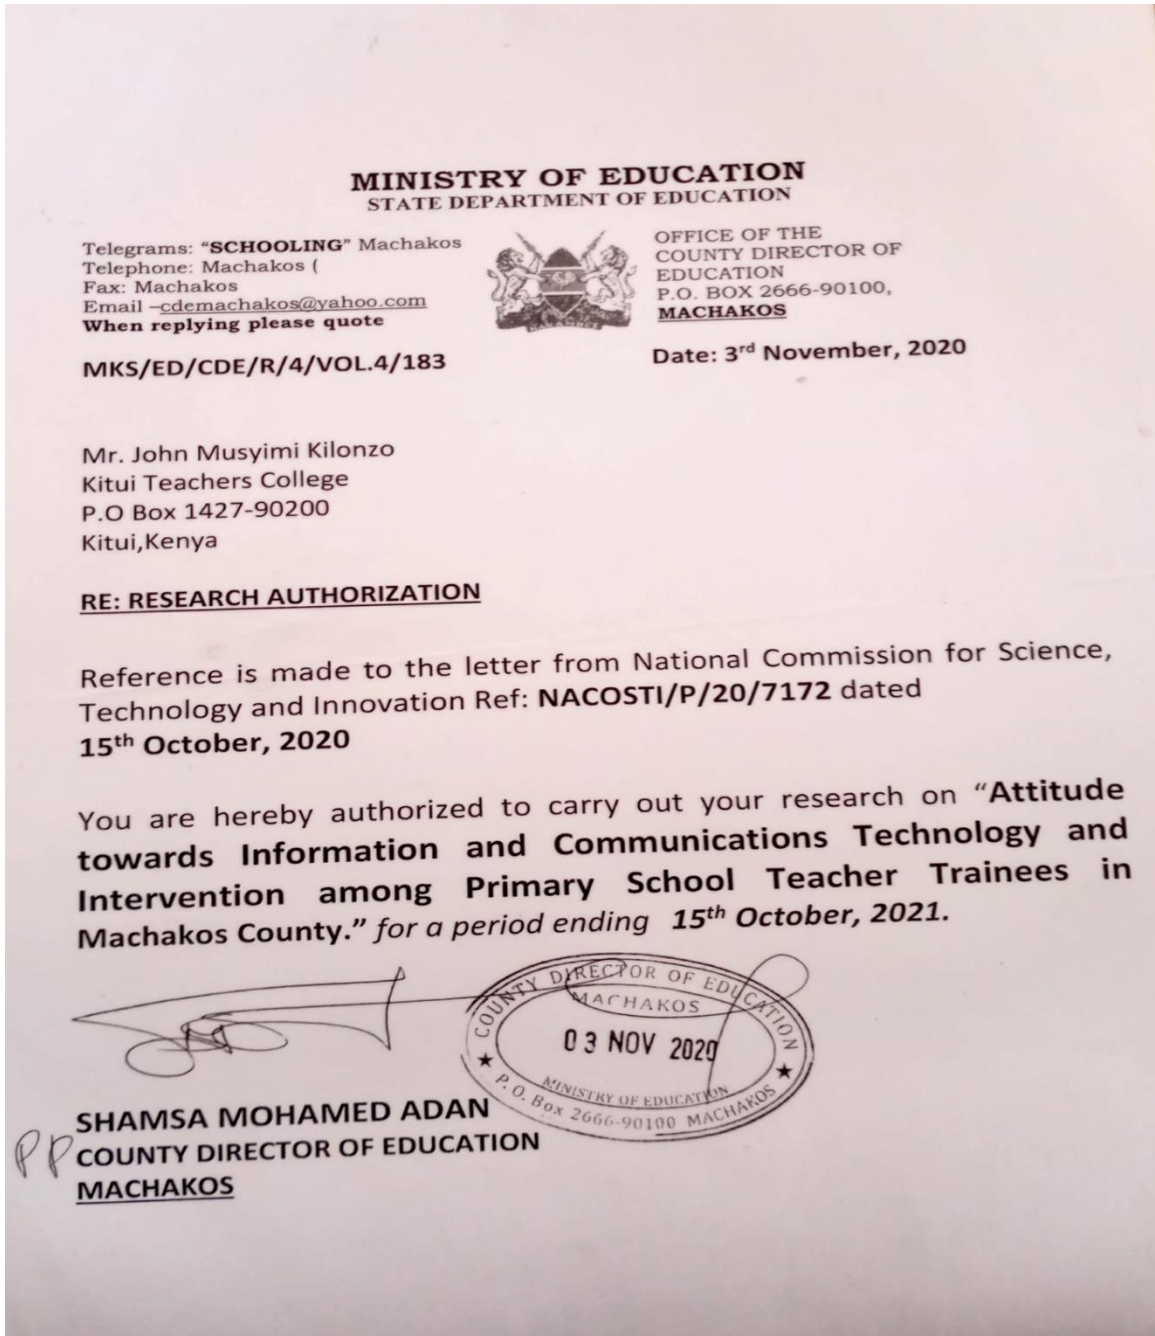 MINISTRY OF EDUCATION
STATE DEPARTMENT OF EDUCATION
Telegrams: “SCHOOLING” Machakos
Telephone: Machakos (
Fax: Machakos
Email –cdemachakos@yahoo.com
When replying please quote
OFFICE OF THE
COUNTY DIRECTOR OF
EDUCATION
P.O. BOX 2666-90100,
MACHAKOS
MKS/ED/CDE/R/4/VOL.4/183
Date: 3rd November, 2020
Mr. John Musyimi Kilonzo
Kitui Teachers College
P.O Box 1427-90200
Kitui,Kenya
RE: RESEARCH AUTHORIZATION
Reference is made to the letter from National Commission for Science,
Technology and Innovation Ref: NACOSTI/P/20/7172 dated
15th October, 2020
You are hereby authorized to carry out your research on “Attitude
towards Information and Communications Technology and
Intervention among Primary School Teacher Trainees in
Machakos County.” for a period ending 15th October, 2021.
COUNTY DIRECTOR OF EDUCATION
MACHAKOS
03 NOV 2020
MINISTRY OF EDUCATION
P. O. Box 2666-90100 MACHAKOS
SHAMSA MOHAMED ADAN
PP COUNTY DIRECTOR OF EDUCATION
MACHAKOS